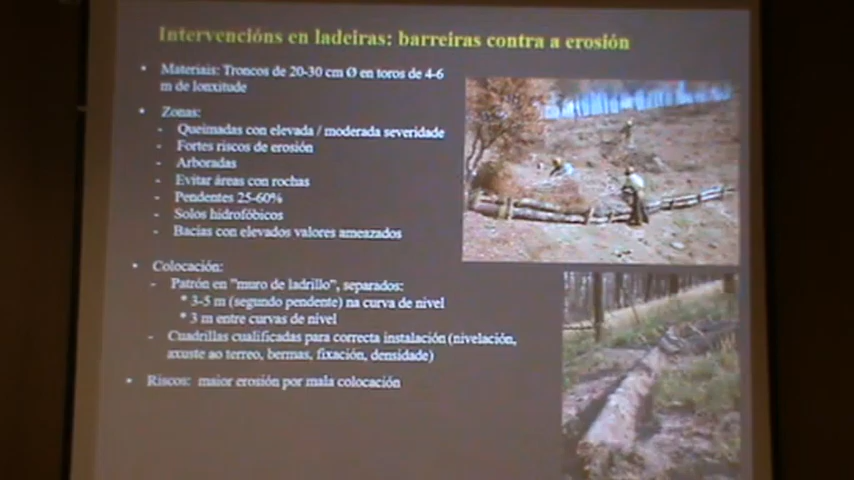 Intervencións en ladeiras: barreiras contra a erosión
• Materiais: Troncos de 20-30 cm Ø en toros de 4-6
m de lonxitude
• Zonas:
- Queimadas con elevada / moderada severidade
- Fortes riscos de erosión
- Arboradas
- Evitar áreas con rochas
- Pendentes 25-60%
- Solos hidrofóbicos
- Bacías con elevados valores ameazados
• Colocación:
- Patrón en "muro de ladrillo", separados:
* 3-5 m (segundo pendente) na curva de nivel
* 3 m entre curvas de nivel
- Cuadrillas cualificadas para correcta instalación (nivelación,
axuste ao terreo, bermas, fixación, densidade)
• Riscos: maior erosión por mala colocación